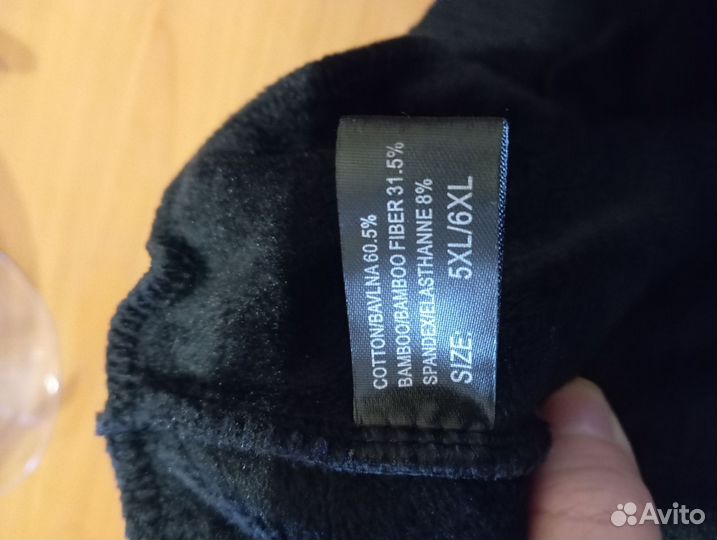 COTTON/BAVLNA 60.5%
BAMBOO/BAMBOO FIBER 31.5%
SPANDEX/ELASTHANNE 8%
SIZE: 5XL/6XL
Avito